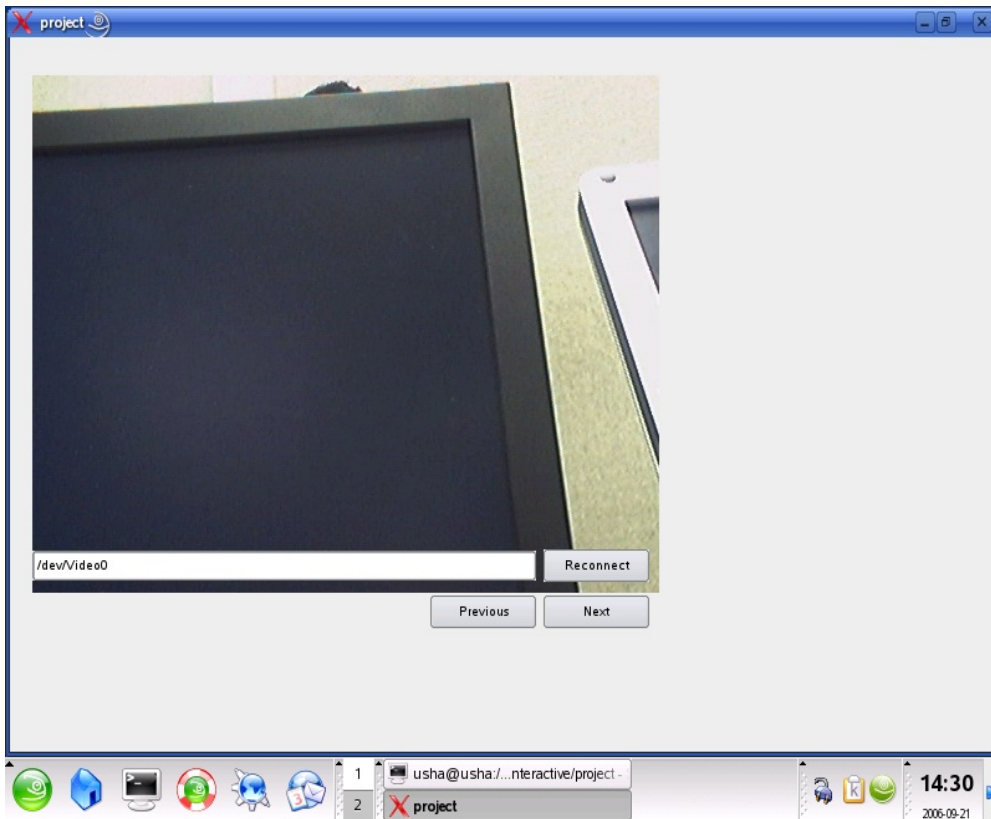 project
/dev/Video0
Reconnect
Previous
Next
1
usha@usha:/...nteractive/project -
2
project
14:30
2006-09-21